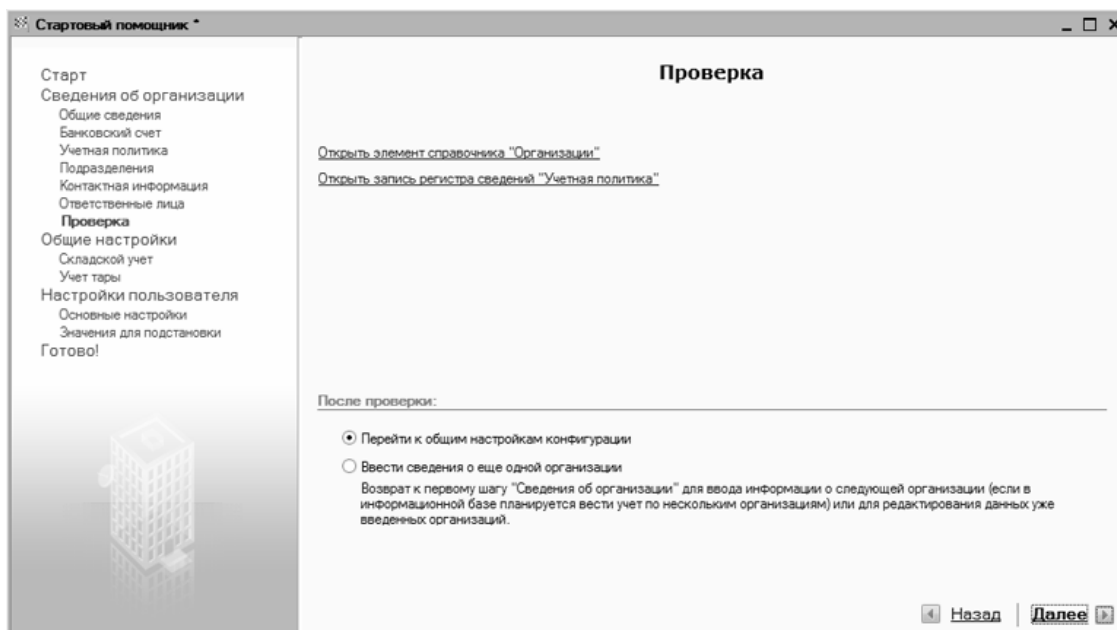 Стартовый помощник *
Старт
Сведения об организации
Общие сведения
Банковский счет
Учетная политика
Подразделения
Контактная информация
Ответственные лица
Проверка
Общие настройки
Складской учет
Учет тары
Настройки пользователя
Основные настройки
Значения для подстановки
Готово!
Проверка
Открыть элемент справочника "Организации"
Открыть запись регистра сведений "Учетная политика"
После проверки:
Перейти к общим настройкам конфигурации
Ввести сведения о еще одной организации
Возврат к первому шагу "Сведения об организации" для ввода информации о следующей организации (если в
информационной базе планируется вести учет по нескольким организациям) или для редактирования данных уже
введенных организаций.
Назад | Далее